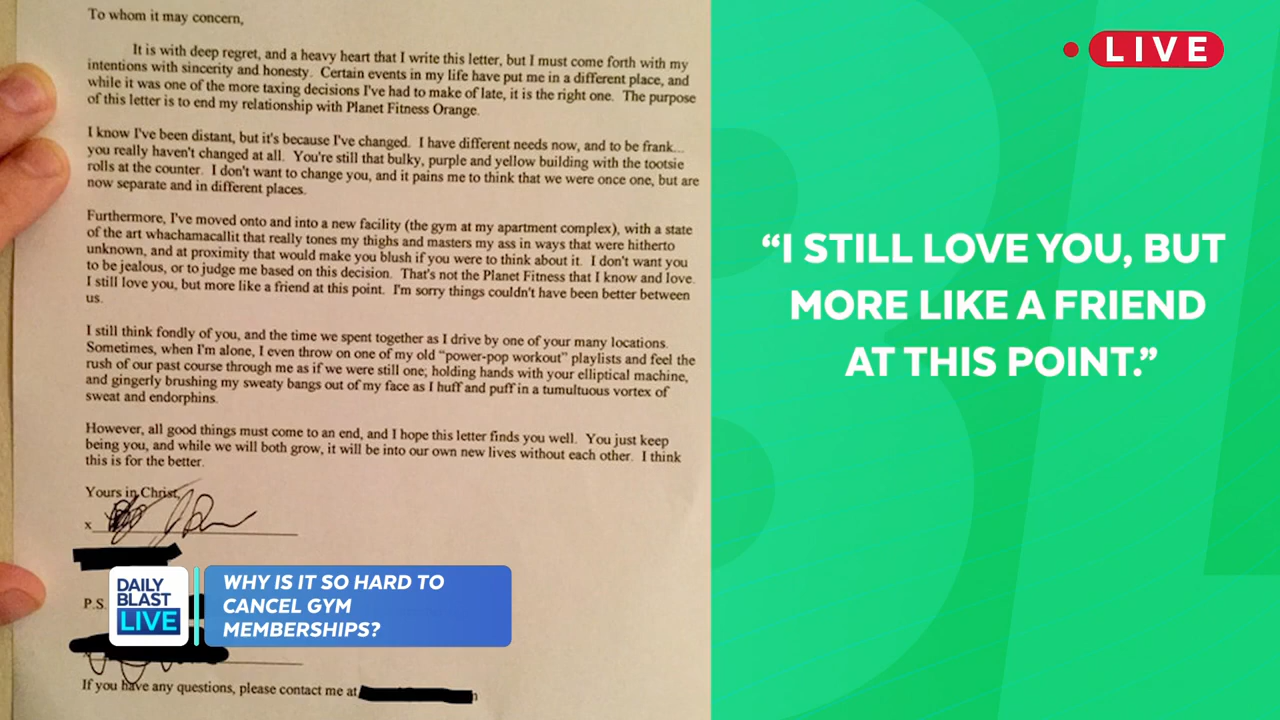 To whom it may concern,
It is with deep regret, and a heavy heart that I write this letter, but I must come forth with my
intentions with sincerity and honesty. Certain events in my life have put me in a different place, and
while it was one of the more taxing decisions I've had to make of late, it is the right one. The purpose
of this letter is to end my relationship with Planet Fitness Orange.
I know I've been distant, but it's because I've changed. I have different needs now, and to be frank...
you really haven't changed at all. You're still that bulky, purple and yellow building with the tootsie
rolls at the counter. I don't want to change you, and it pains me to think that we were once one, but are
now separate and in different places.
Furthermore, I've moved onto and into a new facility (the gym at my apartment complex), with a state
of the art whachamacallit that really tones my thighs and masters my ass in ways that were hitherto
unknown, and at proximity that would make you blush if you were to think about it. I don't want you
to be jealous, or to judge me based on this decision. That's not the Planet Fitness that I know and love.
I still love you, but more like a friend at this point. I'm sorry things couldn't have been better between
us.
I still think fondly of you, and the time we spent together as I drive by one of your many locations.
Sometimes, when I'm alone, I even throw on one of my old “power-pop workout” playlists and feel the
rush of our past course through me as if we were still one; holding hands with your elliptical machine,
and gingerly brushing my sweaty bangs out of my face as I huff and puff in a tumultuous vortex of
sweat and endorphins.
However, all good things must come to an end, and I hope this letter finds you well. You just keep
being you, and while we will both grow, it will be into our own new lives without each other. I think
this is for the better.
Yours in Christ,
x
P.S.
If you have any questions, please contact me at
LIVE
“I STILL LOVE YOU, BUT
MORE LIKE A FRIEND
AT THIS POINT.”
DAILY
BLAST
LIVE
WHY IS IT SO HARD TO
CANCEL GYM
MEMBERSHIPS?